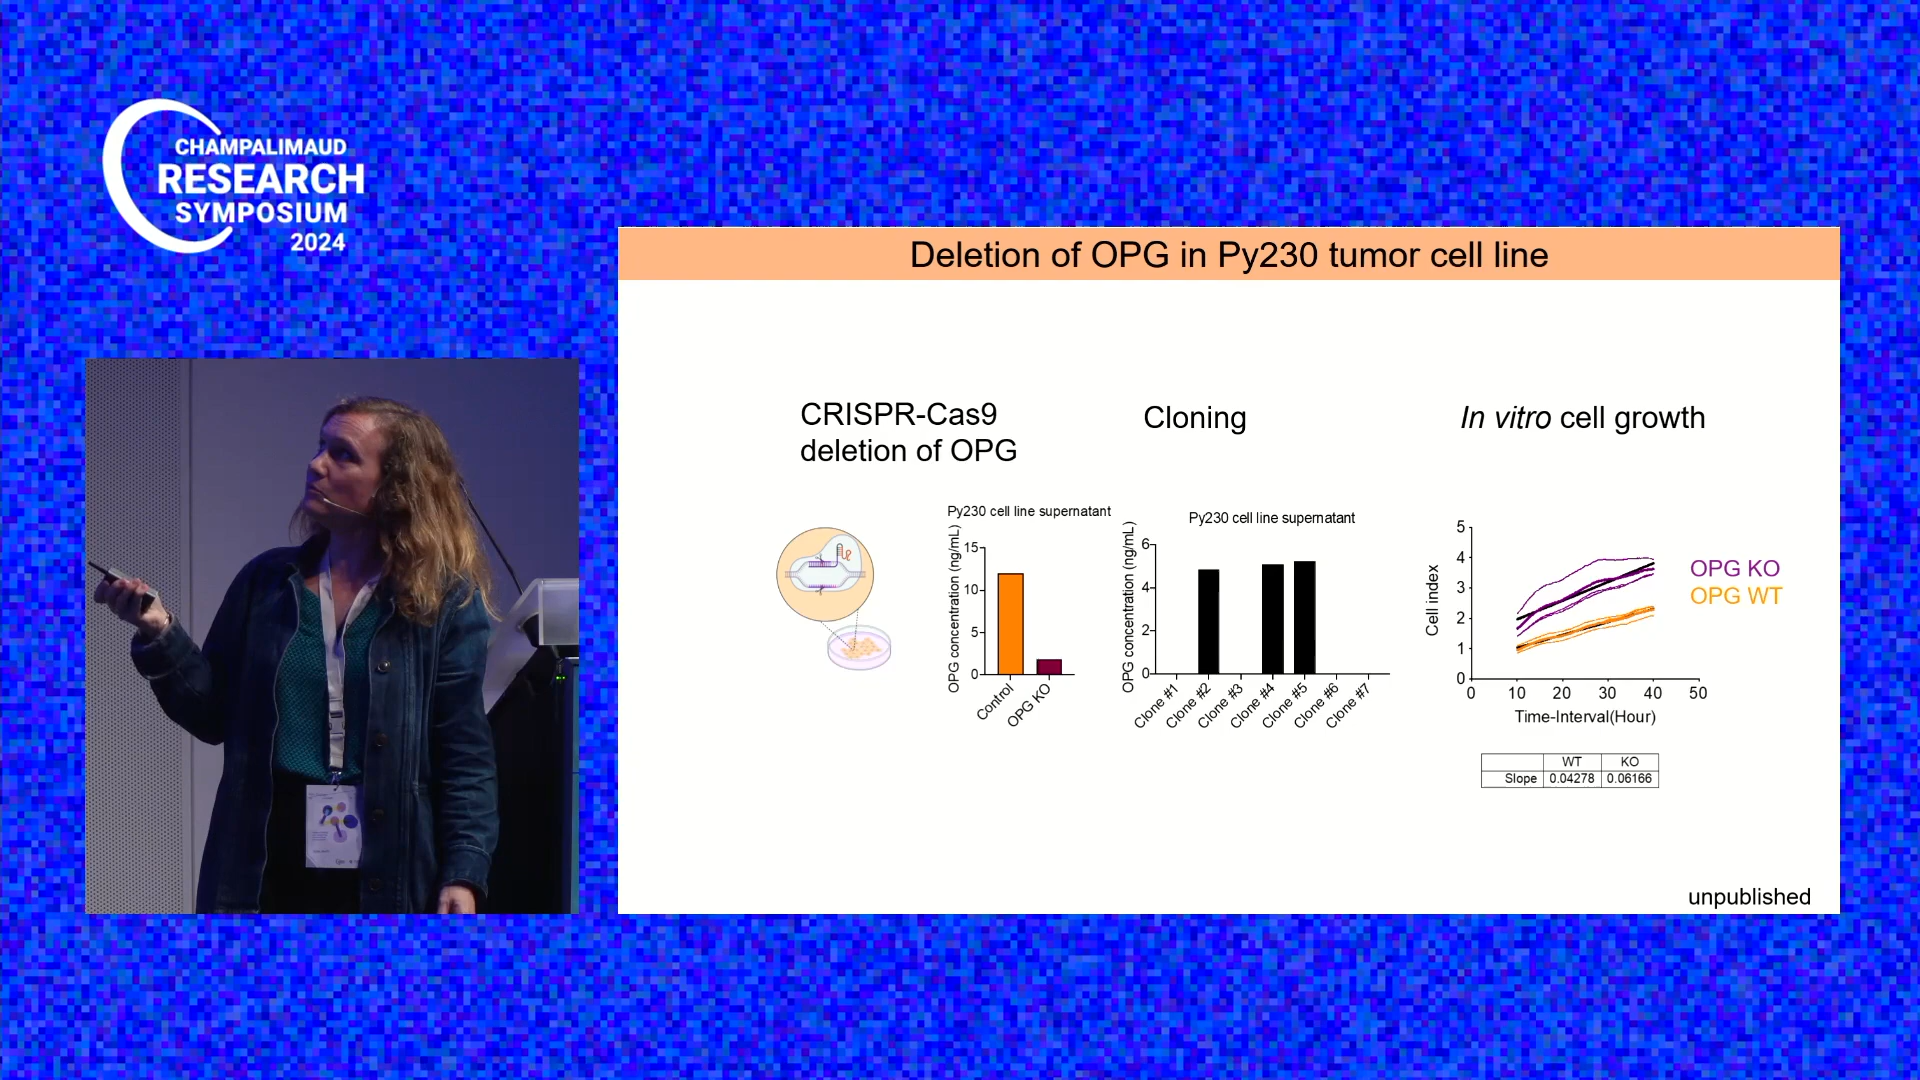 CHAMPALIMAUD
RESEARCH
SYMPOSIUM
2024
Deletion of OPG in Py230 tumor cell line
CRISPR-Cas9
deletion of OPG
Cloning
In vitro cell growth
Py230 cell line supernatant
OPG concentration (ng/mL)
15
10
5
0
Control
OPG KO
Py230 cell line supernatant
OPG concentration (ng/mL)
6
4
2
0
Clone #1
Clone #2
Clone #3
Clone #4
Clone #5
Clone #6
Clone #7
Cell index
5
4
3
2
1
0
0 10 20 30 40 50
Time-Interval(Hour)
OPG KO
OPG WT
WT KO
Slope 0.04278 0.06166
unpublished